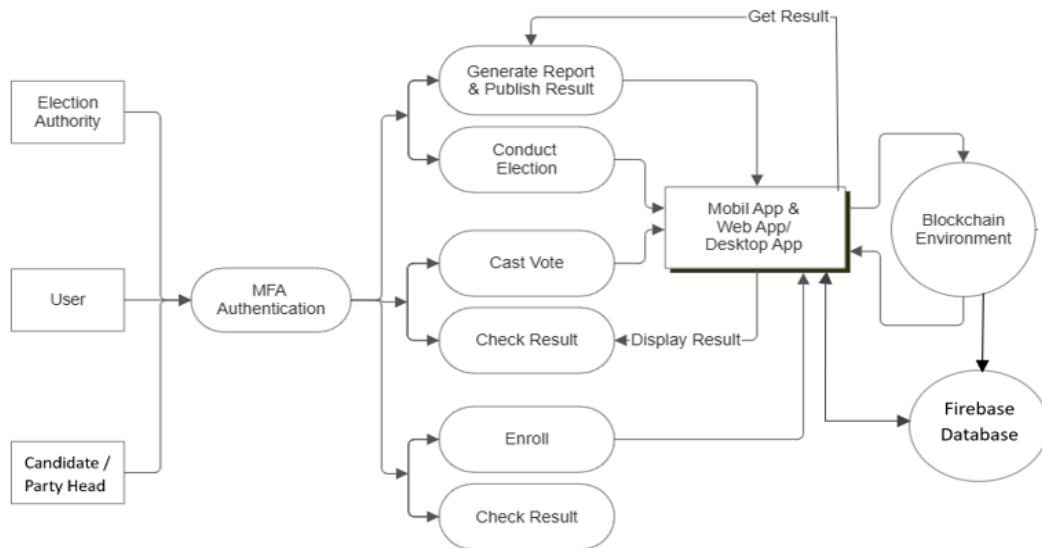 Get Result
Generate Report
& Publish Result
Election
Authority
Conduct
Election
Mobil App &
Web App/
Desktop App
Blockchain
Environment
Cast Vote
User
MFA
Authentication
Check Result
Display Result
Firebase
Database
Enroll
Candidate /
Party Head
Check Result